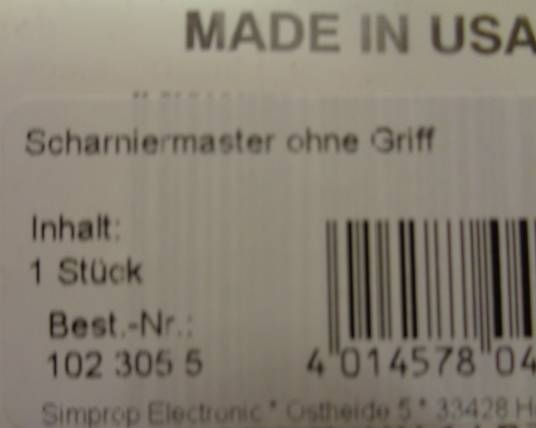 MADE IN USA
Scharniermaster ohne Griff
Inhalt:
1 Stück
Best.-Nr.:
102 305 5
4 014578 04
Simprop Electronic * Ostheide 5 * 33428 H